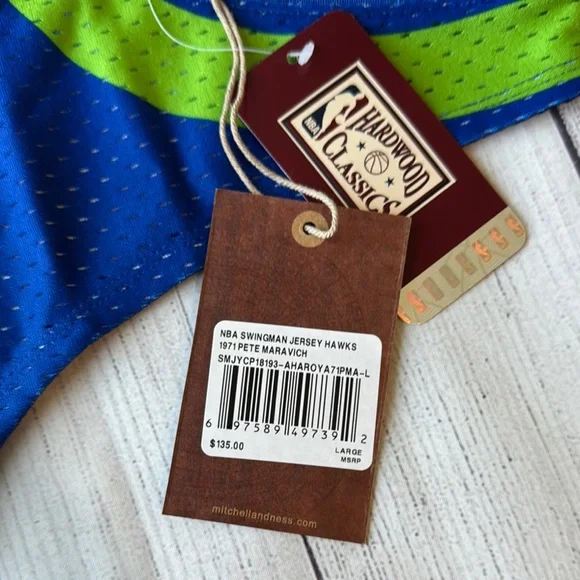 NBA
HARDWOOD
CLASSICS
NBA SWINGMAN JERSEY HAWKS
1971 PETE MARAVICH
SMJYCP18193-AHAROYA71PMA-L
6 97589 49739 2
$135.00
LARGE
MSRP
mitchellandness.com